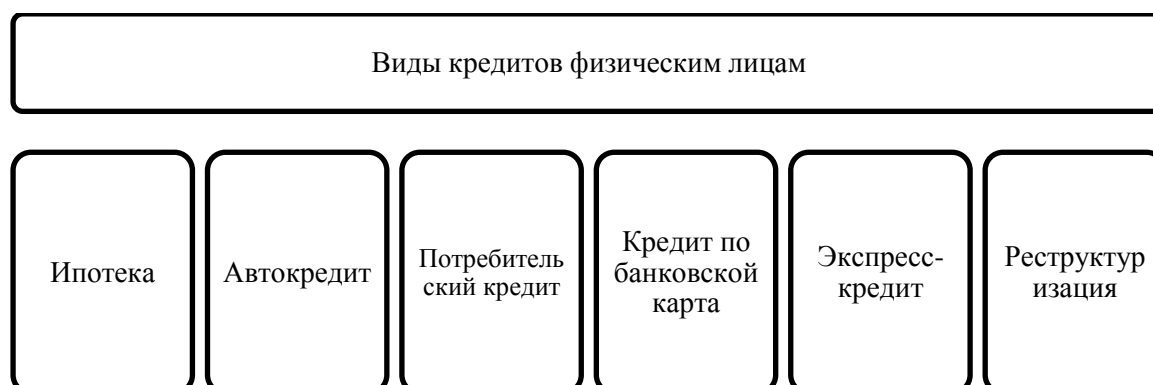 Виды кредитов физическим лицам
Ипотека
Автокредит
Потребитель
ский кредит
Кредит по
банковской
карта
Экспресс-
кредит
Реструктур
изация